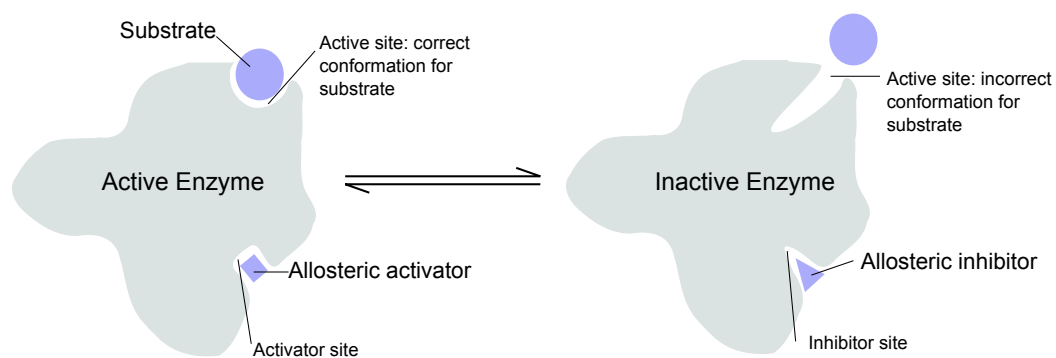 Substrate
Active site: correct
conformation for
substrate
Active Enzyme
Allosteric activator
Activator site
Active site: incorrect
conformation for
substrate
Inactive Enzyme
Allosteric inhibitor
Inhibitor site